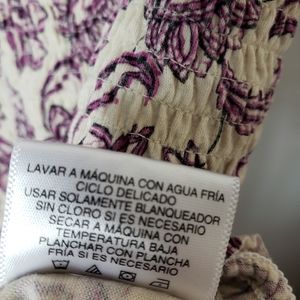 LAVAR A MÁQUINA CON AGUA FRÍA
CICLO DELICADO
USAR SOLAMENTE BLANQUEADOR
SIN CLORO SI ES NECESARIO
SECAR A MÁQUINA CON
TEMPERATURA BAJA
PLANCHAR CON PLANCHA
FRÍA SI ES NECESARIO